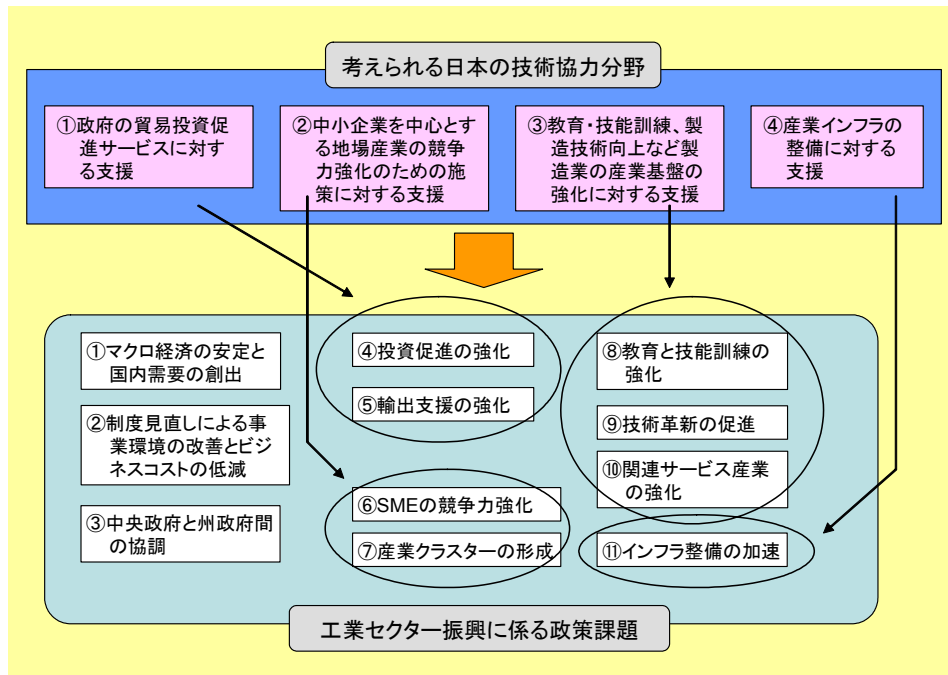 考えられる日本の技術協力分野
①政府の貿易投資促
進サービスに対す
る支援
②中小企業を中心とす
る地場産業の競争
力強化のための施
策に対する支援
③教育・技能訓練、製
造技術向上など製
造業の産業基盤の
強化に対する支援
④産業インフラの
整備に対する
支援
①マクロ経済の安定と
国内需要の創出
②制度見直しによる事
業環境の改善とビジ
ネスコストの低減
③中央政府と州政府間
の協調
④投資促進の強化
⑤輸出支援の強化
⑥SMEの競争力強化
⑦産業クラスターの形成
⑧教育と技能訓練の
強化
⑨技術革新の促進
⑩関連サービス産業
の強化
⑪インフラ整備の加速
工業セクター振興に係る政策課題